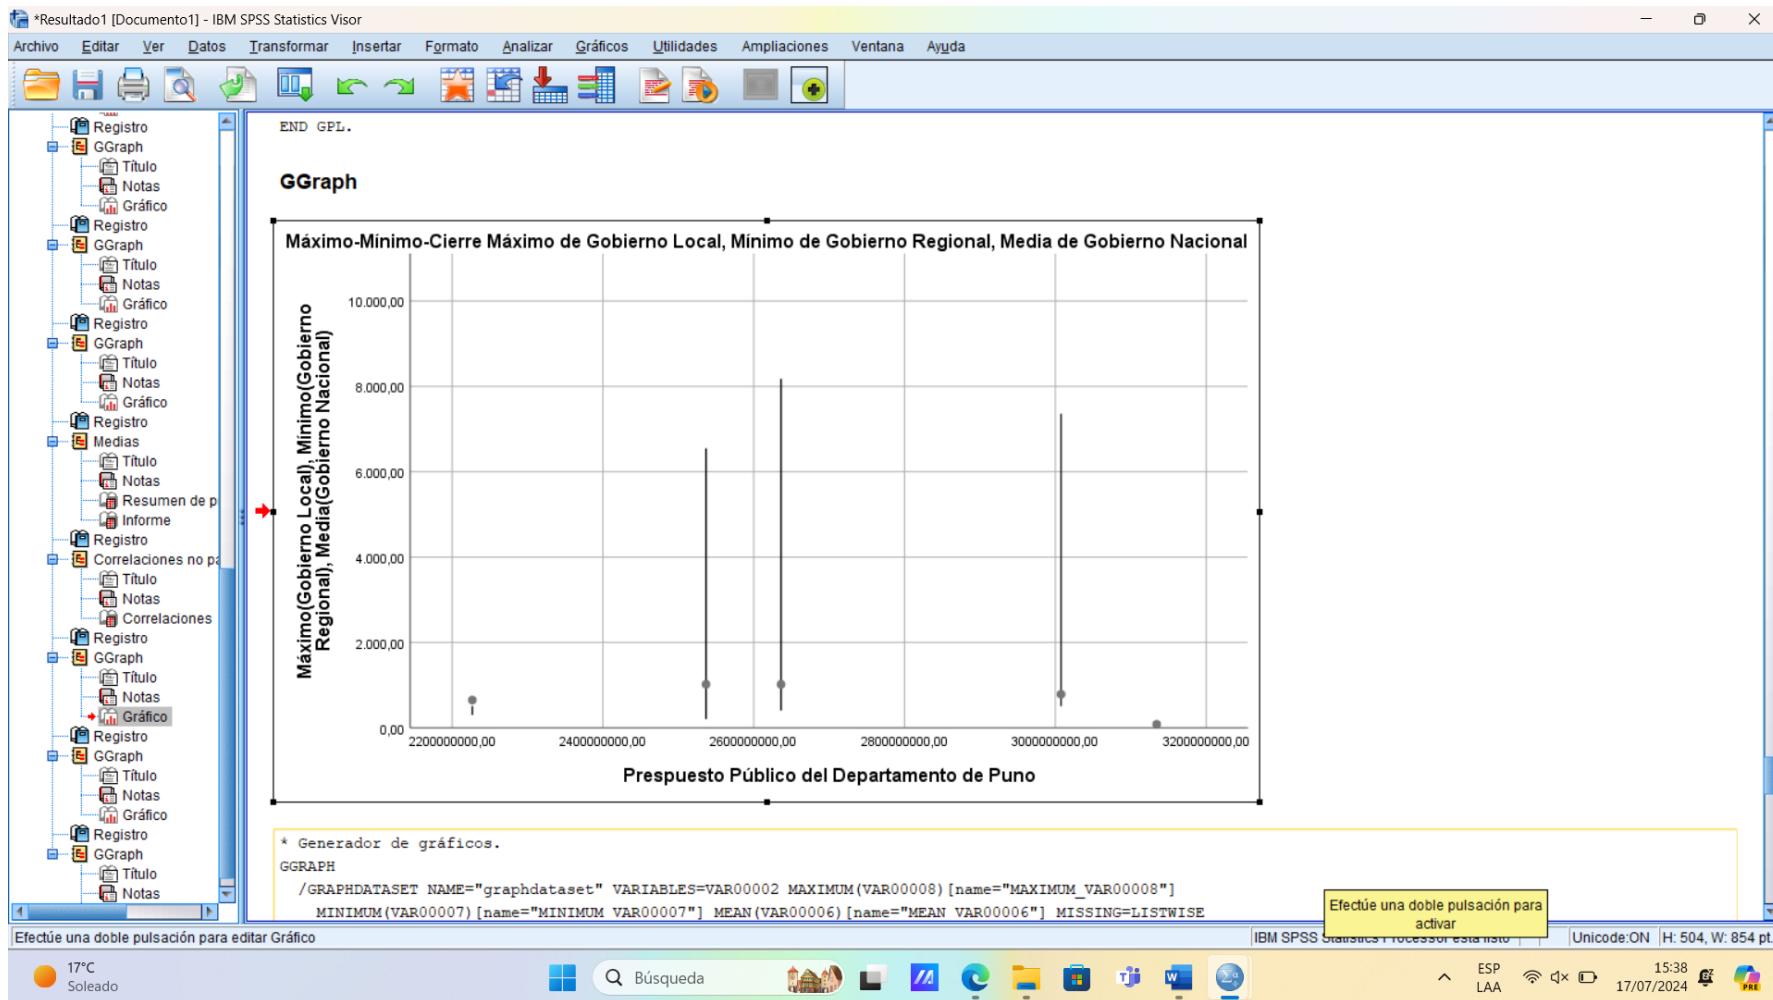 *Resultado1 [Documento1] - IBM SPSS Statistics Visor
Archivo Editar Ver Datos Transformar Insertar Formato Analizar Gráficos Utilidades Ampliaciones Ventana Ayuda
Registro
GGraph
Título
Notas
Gráfico
Registro
GGraph
Título
Notas
Gráfico
Registro
GGraph
Título
Notas
Gráfico
Registro
Medias
Título
Notas
Resumen de p
Informe
Registro
Correlaciones no pa
Título
Notas
Correlaciones
Registro
GGraph
Título
Notas
Gráfico
Registro
GGraph
Título
Notas
Gráfico
Registro
GGraph
Título
Notas
END GPL.
GGraph
Máximo-Mínimo-Cierre Máximo de Gobierno Local, Mínimo de Gobierno Regional, Media de Gobierno Nacional
Máximo(Gobierno Local), Mínimo(Gobierno
Regional), Media(Gobierno Nacional)
10.000,00
8.000,00
6.000,00
4.000,00
2.000,00
0,00
2200000000,00 2400000000,00 2600000000,00 2800000000,00 3000000000,00 3200000000,00
Prespuesto Público del Departamento de Puno
* Generador de gráficos.
GGRAPH
/GRAPHDATASET NAME="graphdataset" VARIABLES=VAR00002 MAXIMUM(VAR00008)[name="MAXIMUM_VAR00008"]
MINIMUM(VAR00007)[name="MINIMUM_VAR00007"] MEAN(VAR00006)[name="MEAN_VAR00006"] MISSING=LISTWISE
Efectúe una doble pulsación para
activar
Efectúe una doble pulsación para editar Gráfico
IBM SPSS Statistics Processor está listo
Unicode:ON H: 504, W: 854 pt.
17°C
Soleado
Búsqueda
ESP
LAA
15:38
17/07/2024
PRE